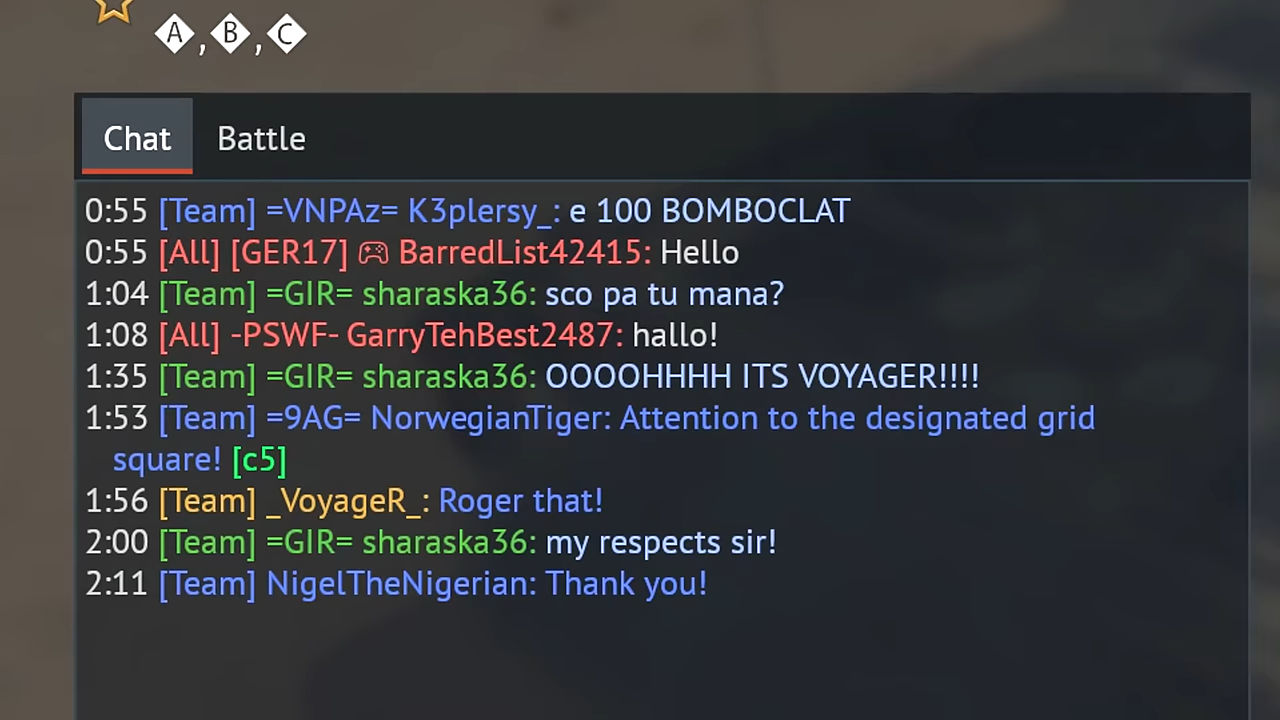 A, B, C
Chat Battle
0:55 [Team] =VNPAz= K3plersy_: e 100 BOMBOCLAT
0:55 [All] [GER17] BarredList42415: Hello
1:04 [Team] =GIR= sharaska36: sco pa tu mana?
1:08 [All] -PSWF- GarryTehBest2487: hallo!
1:35 [Team] =GIR= sharaska36: OOOOHHHH ITS VOYAGER!!!!
1:53 [Team] =9AG= NorwegianTiger: Attention to the designated grid
square! [c5]
1:56 [Team] _VoyageR_: Roger that!
2:00 [Team] =GIR= sharaska36: my respects sir!
2:11 [Team] NigelTheNigerian: Thank you!